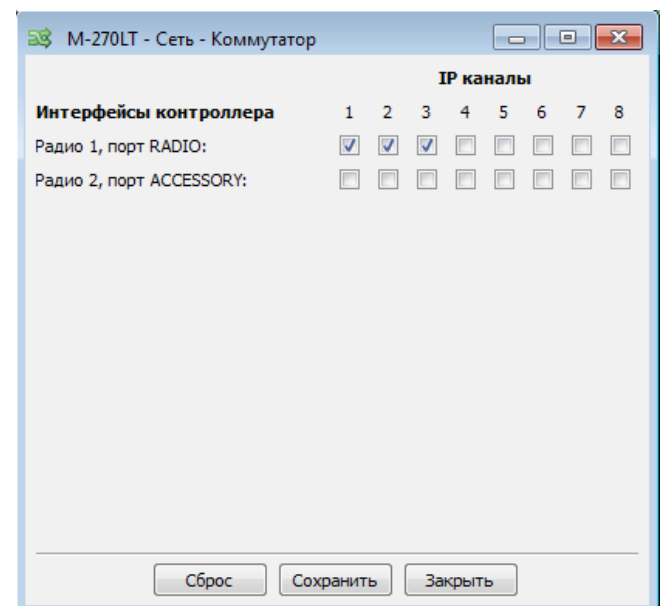 M-270LT - Сеть - Коммутатор
IP каналы
Интерфейсы контроллера 1 2 3 4 5 6 7 8
Радио 1, порт RADIO:
Радио 2, порт ACCESSORY:
Сброс Сохранить Закрыть